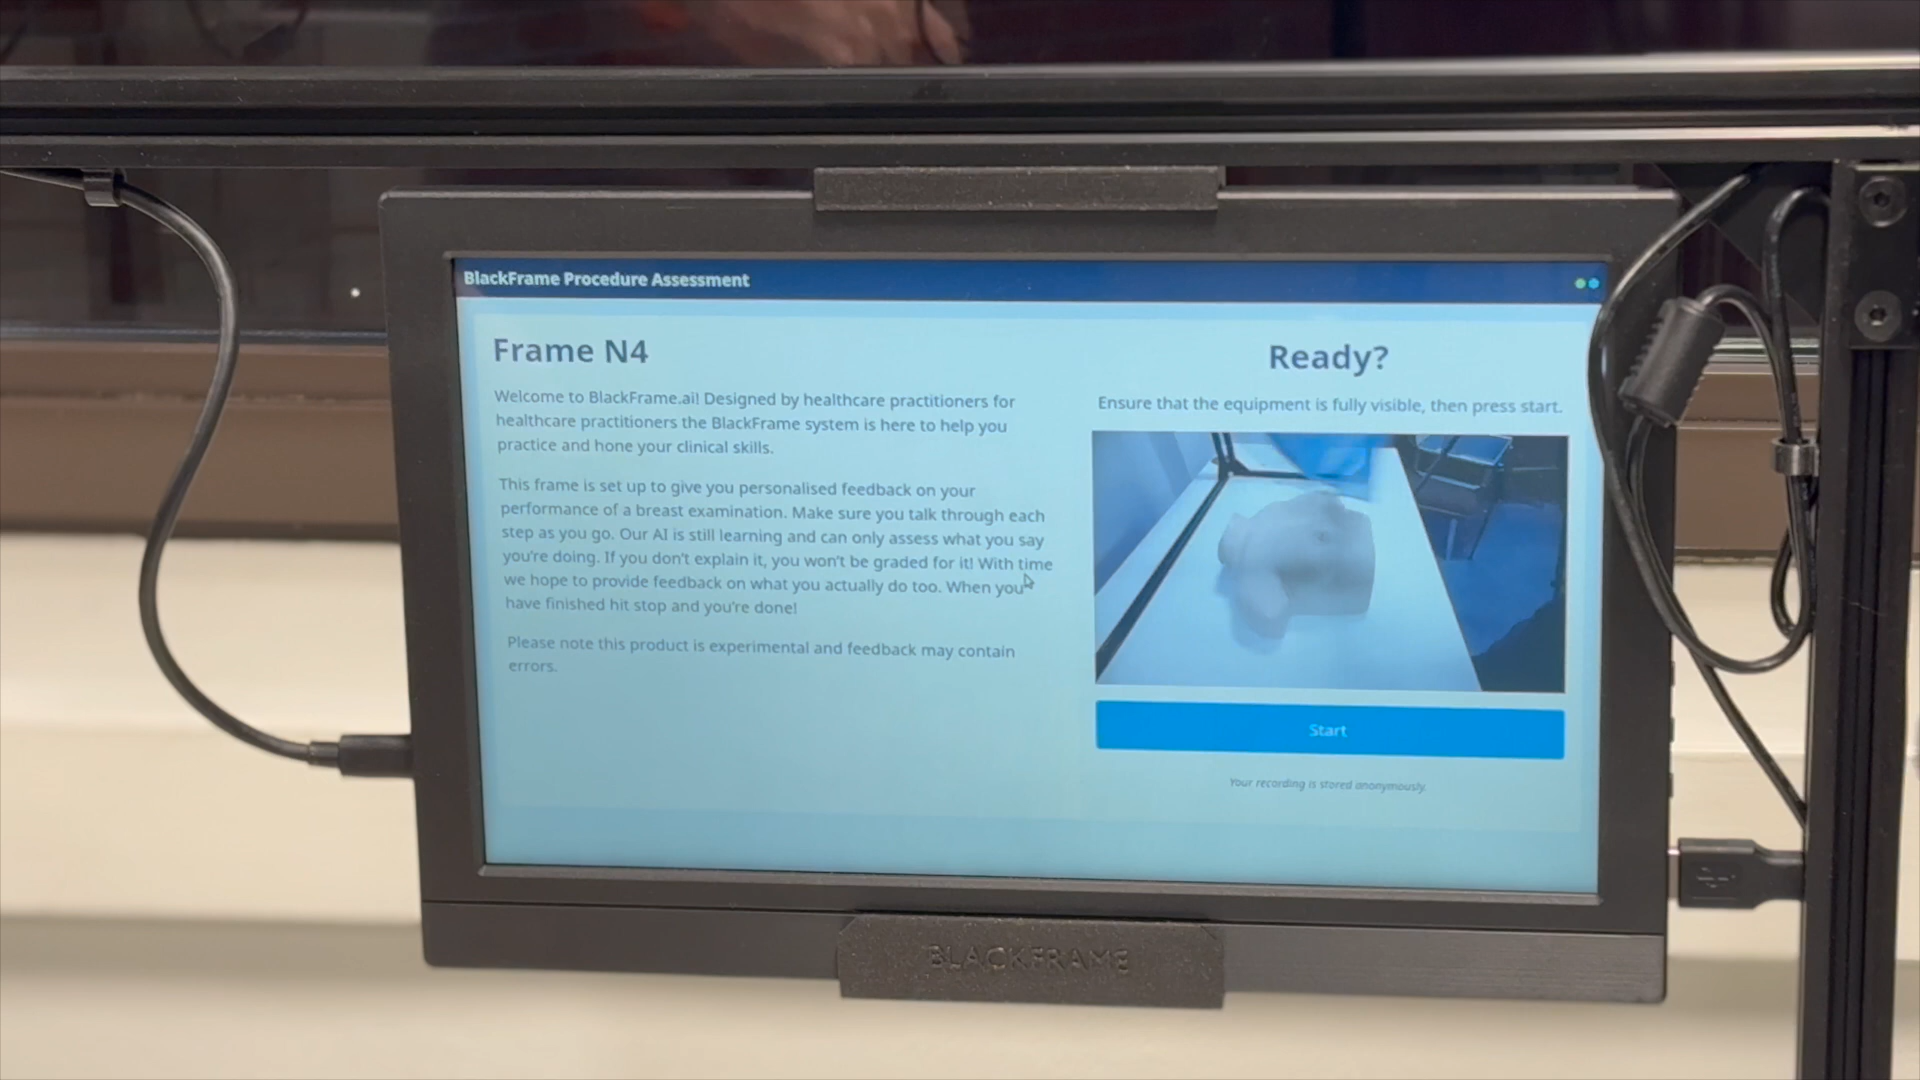 BlackFrame Procedure Assessment
Frame N4
Welcome to BlackFrame.ai! Designed by healthcare practitioners for
healthcare practitioners the BlackFrame system is here to help you
practice and hone your clinical skills.
This frame is set up to give you personalised feedback on your
performance of a breast examination. Make sure you talk through each
step as you go. Our AI is still learning and can only assess what you say
you're doing. If you don't explain it, you won't be graded for it! With time
we hope to provide feedback on what you actually do too. When you
have finished hit stop and you're done!
Please note this product is experimental and feedback may contain
errors.
Ready?
Ensure that the equipment is fully visible, then press start.
Start
Your recording is stored anonymously.
BLACKFRAME